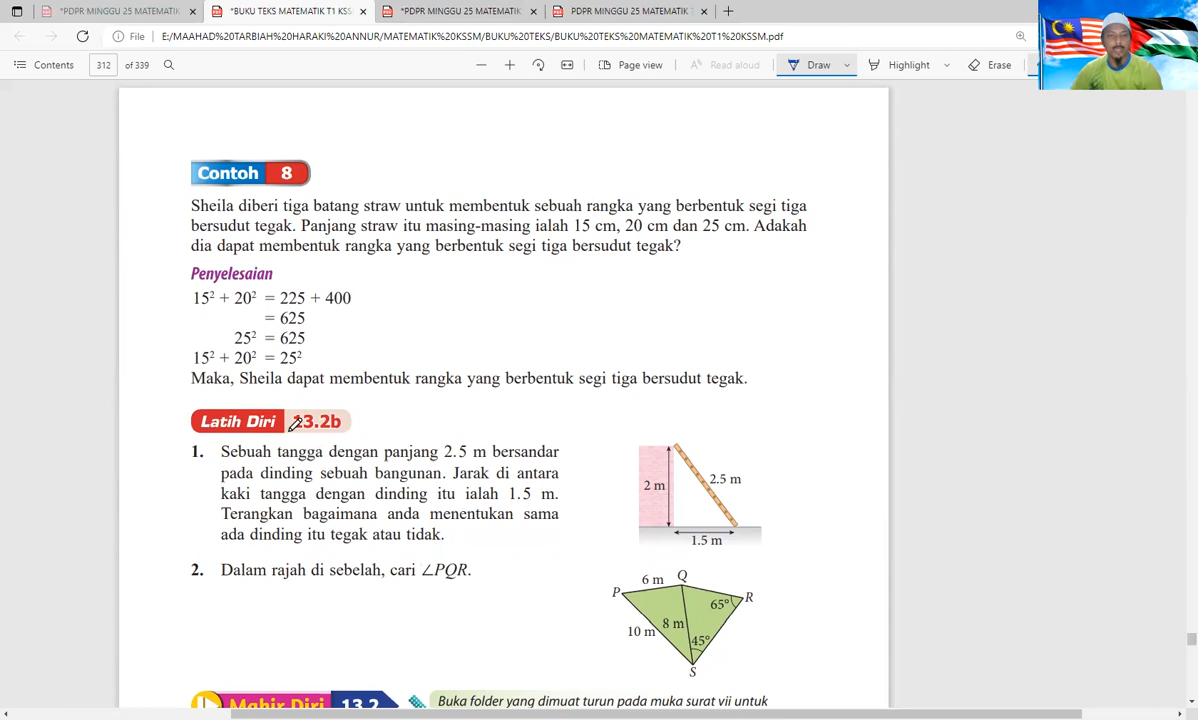 *PDPR MINGGU 25 MATEMATIK
*BUKU TEKS MATEMATIK T1 KSS
*PDPR MINGGU 25 MATEMATIK
PDPR MINGGU 25 MATEMATIK T
File E:/MAAHAD%20TARBIAH%20HARAKI%20ANNUR/MATEMATIK%20KSSM/BUKU%20TEKS/BUKU%20TEKS%20MATEMATIK%20T1%20KSSM.pdf
Contents 312 of 339 Page view Read aloud Draw Highlight Erase
Contoh 8
Sheila diberi tiga batang straw untuk membentuk sebuah rangka yang berbentuk segi tiga
bersudut tegak. Panjang straw itu masing-masing ialah 15 cm, 20 cm dan 25 cm. Adakah
dia dapat membentuk rangka yang berbentuk segi tiga bersudut tegak?
Penyelesaian
15² + 20² = 225 + 400
= 625
25² = 625
15² + 20² = 25²
Maka, Sheila dapat membentuk rangka yang berbentuk segi tiga bersudut tegak.
Latih Diri 13.2b
1. Sebuah tangga dengan panjang 2.5 m bersandar
pada dinding sebuah bangunan. Jarak di antara
kaki tangga dengan dinding itu ialah 1.5 m.
Terangkan bagaimana anda menentukan sama
ada dinding itu tegak atau tidak.
2 m
2.5 m
1.5 m
2. Dalam rajah di sebelah, cari ∠PQR.
Q
6 m
P
R
65°
8 m
10 m
45°
S
Mahir Diri 13.2
Buka folder yang dimuat turun pada muka surat vii untuk